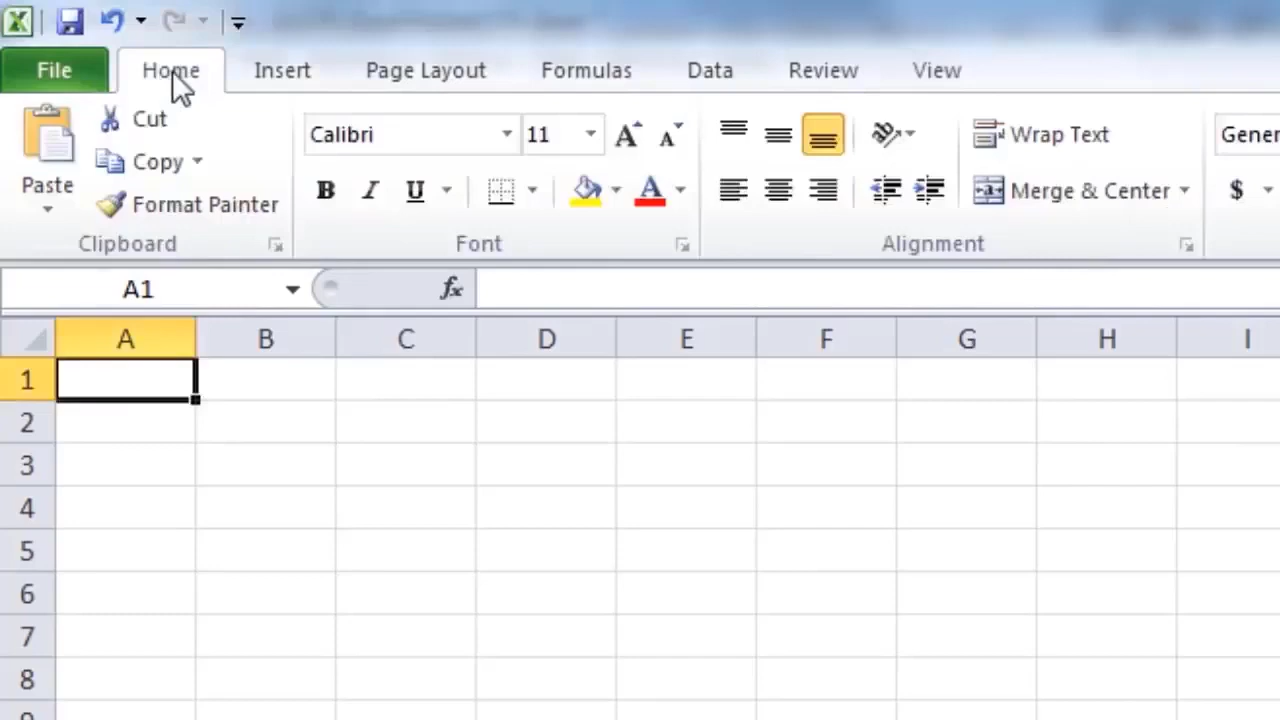 File Home Insert Page Layout Formulas Data Review View
Cut
Calibri 11 Wrap Text Gener
Copy
Paste B I U Merge & Center $
Format Painter
Clipboard Font Alignment
A1 fx
A B C D E F G H I
1
2
3
4
5
6
7
8